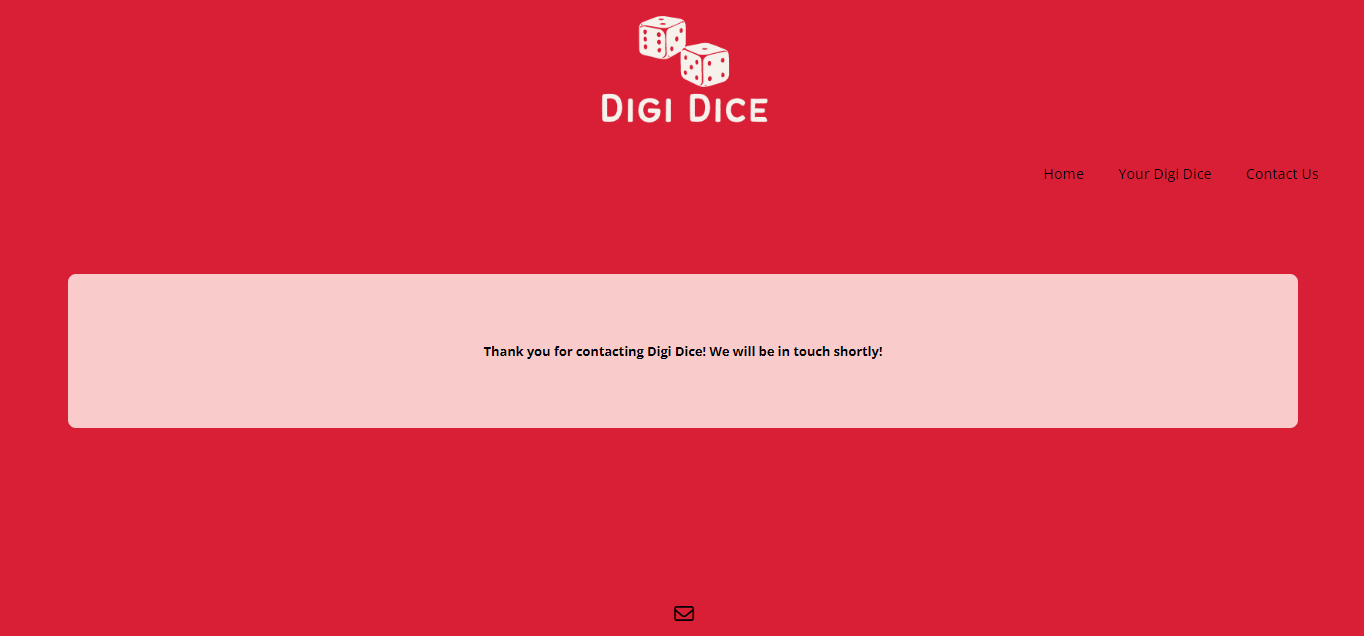 DIGI DICE
Home Your Digi Dice Contact Us
Thank you for contacting Digi Dice! We will be in touch shortly!